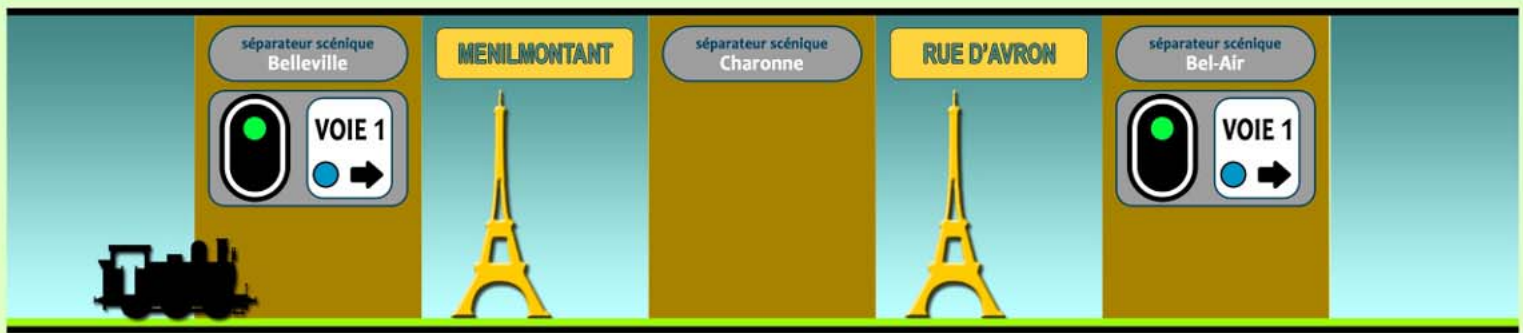 séparateur scénique
Belleville
VOIE 1
MENILMONTANT
séparateur scénique
Charonne
RUE D'AVRON
séparateur scénique
Bel-Air
VOIE 1